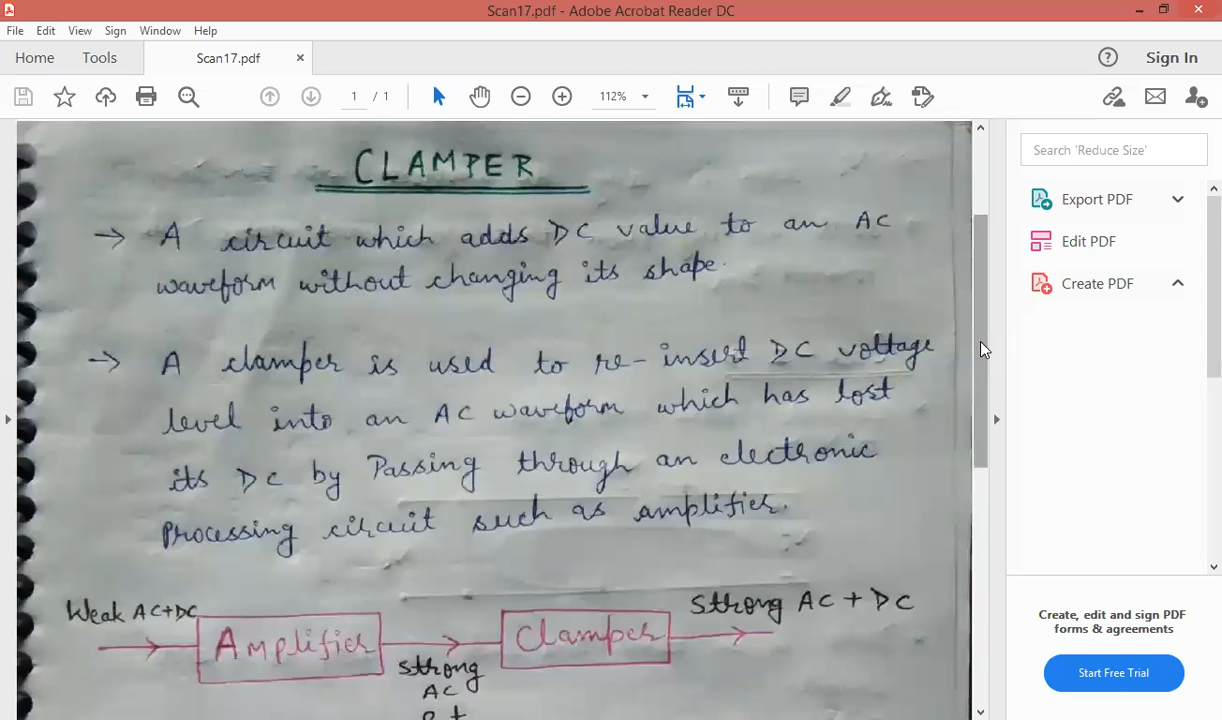 Scan17.pdf - Adobe Acrobat Reader DC
File Edit View Sign Window Help
Home Tools Scan17.pdf × Sign In
1 / 1 112%
CLAMPER
→ A circuit which adds DC value to an AC
waveform without changing its shape.
→ A clamper is used to re-insert DC voltage
level into an AC waveform which has lost
its DC by Passing through an electronic
Processing circuit such as amplifier.
Weak AC+DC
Amplifier
strong
AC
Clamper
strong AC + DC
Search 'Reduce Size'
Export PDF
Edit PDF
Create PDF
Create, edit and sign PDF
forms & agreements
Start Free Trial